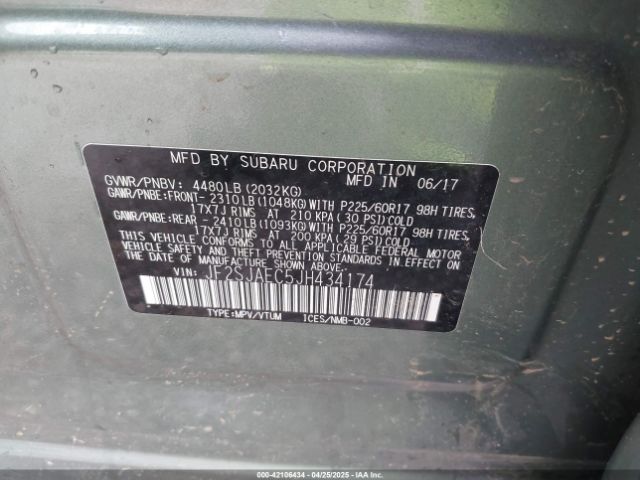 MFD BY SUBARU CORPORATION MFD IN 06/17
GVWR/PNBV: 4480LB(2032KG)
GAWR/PNBE:FRONT- 2310LB(1048KG)WITH P225/60R17 98H TIRES,
17X7J RIMS AT 210 KPA(30 PSI)COLD
GAWR/PNBE:REAR -2410LB(1093KG)WITH P225/60R17 98H TIRES,
17X7J RIMS AT 200 KPA(29 PSI)COLD
THIS VEHICLE CONFORMS TO ALL APPLICABLE FEDERAL MOTOR
VEHICLE SAFETY AND THEFT PREVENTION STANDARDS IN EFFECT ON
THE DATE OF MANUFACTURE SHOWN ABOVE.
VIN: JF2SJAEC5JH434174
TYPE:MPV/VTUM ICES/NMB-002
000-42106434 - 04/25/2025 - IAAI.COM